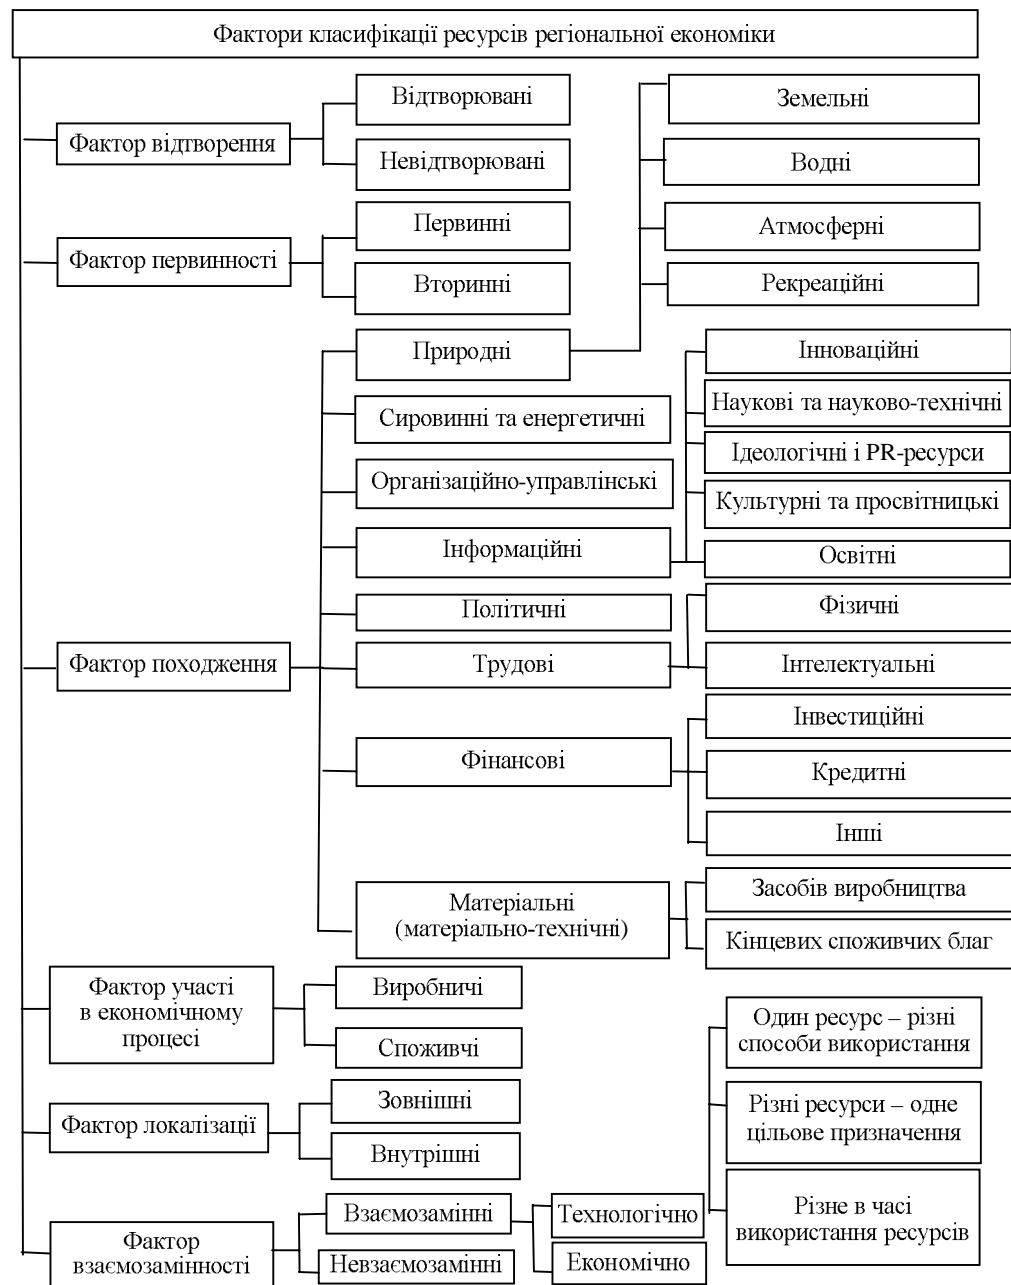 Фактори класифікації ресурсів регіональної економіки
Фактор відтворення
Відтворювані
Невідтворювані
Фактор первинності
Первинні
Вторинні
Фактор походження
Природні
Земельні
Водні
Атмосферні
Рекреаційні
Сировинні та енергетичні
Організаційно-управлінські
Інформаційні
Інноваційні
Наукові та науково-технічні
Ідеологічні і PR-ресурси
Культурні та просвітницькі
Освітні
Політичні
Трудові
Фізичні
Інтелектуальні
Фінансові
Інвестиційні
Кредитні
Інші
Матеріальні
(матеріально-технічні)
Засобів виробництва
Кінцевих споживчих благ
Фактор участі
в економічному
процесі
Виробничі
Споживчі
Фактор локалізації
Зовнішні
Внутрішні
Фактор
взаємозамінності
Взаємозамінні
Невзаємозамінні
Технологічно
Економічно
Один ресурс – різні
способи використання
Різні ресурси – одне
цільове призначення
Різне в часі
використання ресурсів